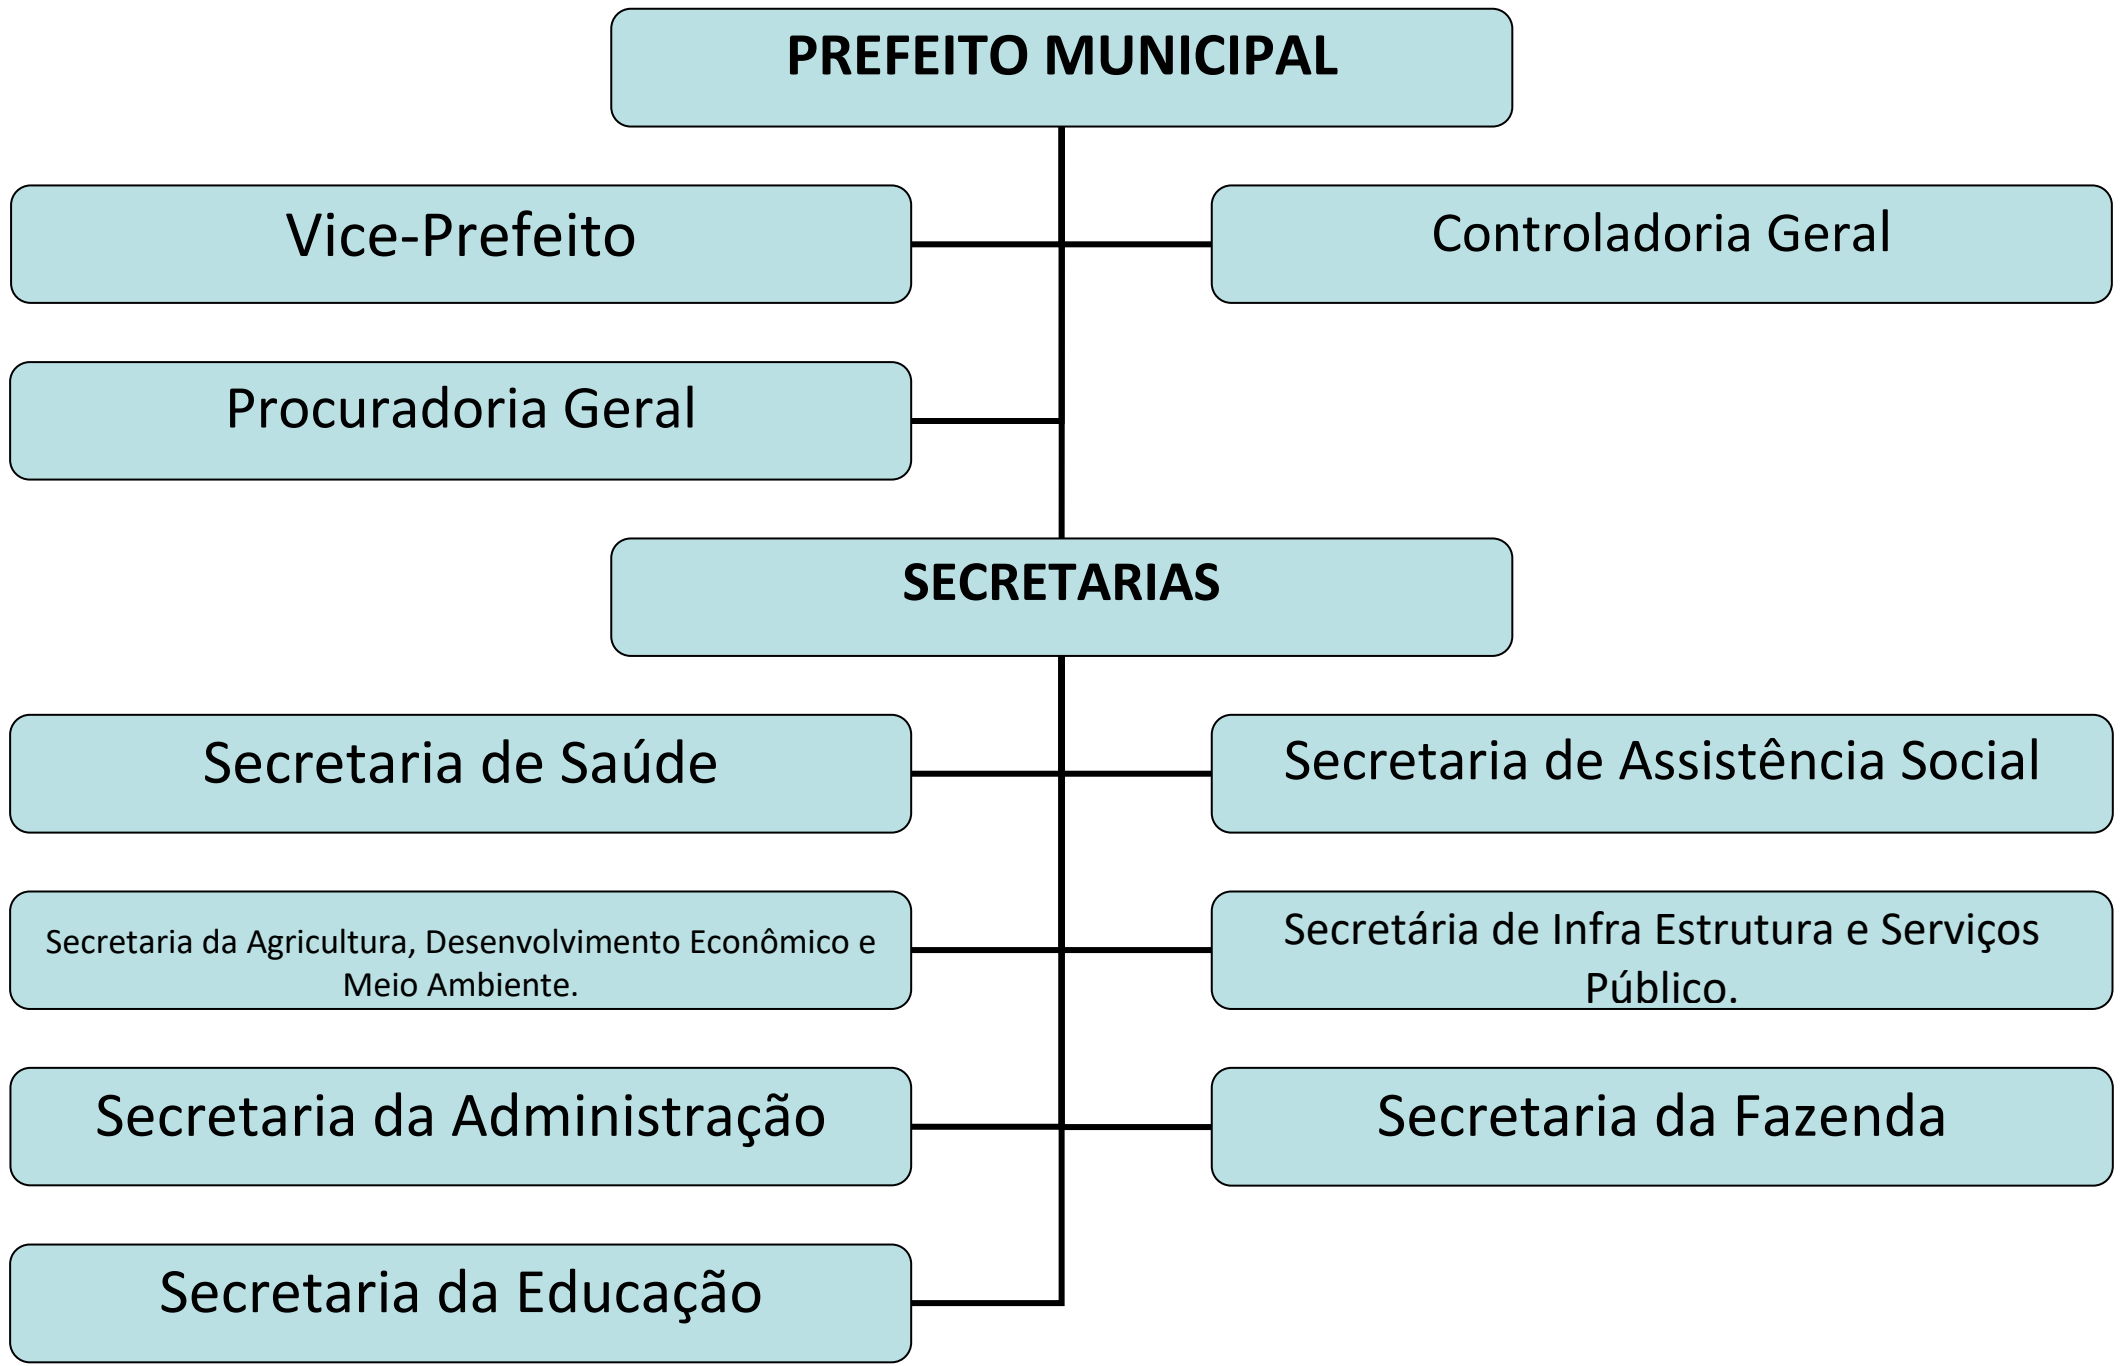 PREFEITO MUNICIPAL
Vice-Prefeito
Controladoria Geral
Procuradoria Geral
SECRETARIAS
Secretaria de Saúde
Secretaria de Assistência Social
Secretaria da Agricultura, Desenvolvimento Econômico e
Meio Ambiente.
Secretária de Infra Estrutura e Serviços
Público.
Secretaria da Administração
Secretaria da Fazenda
Secretaria da Educação